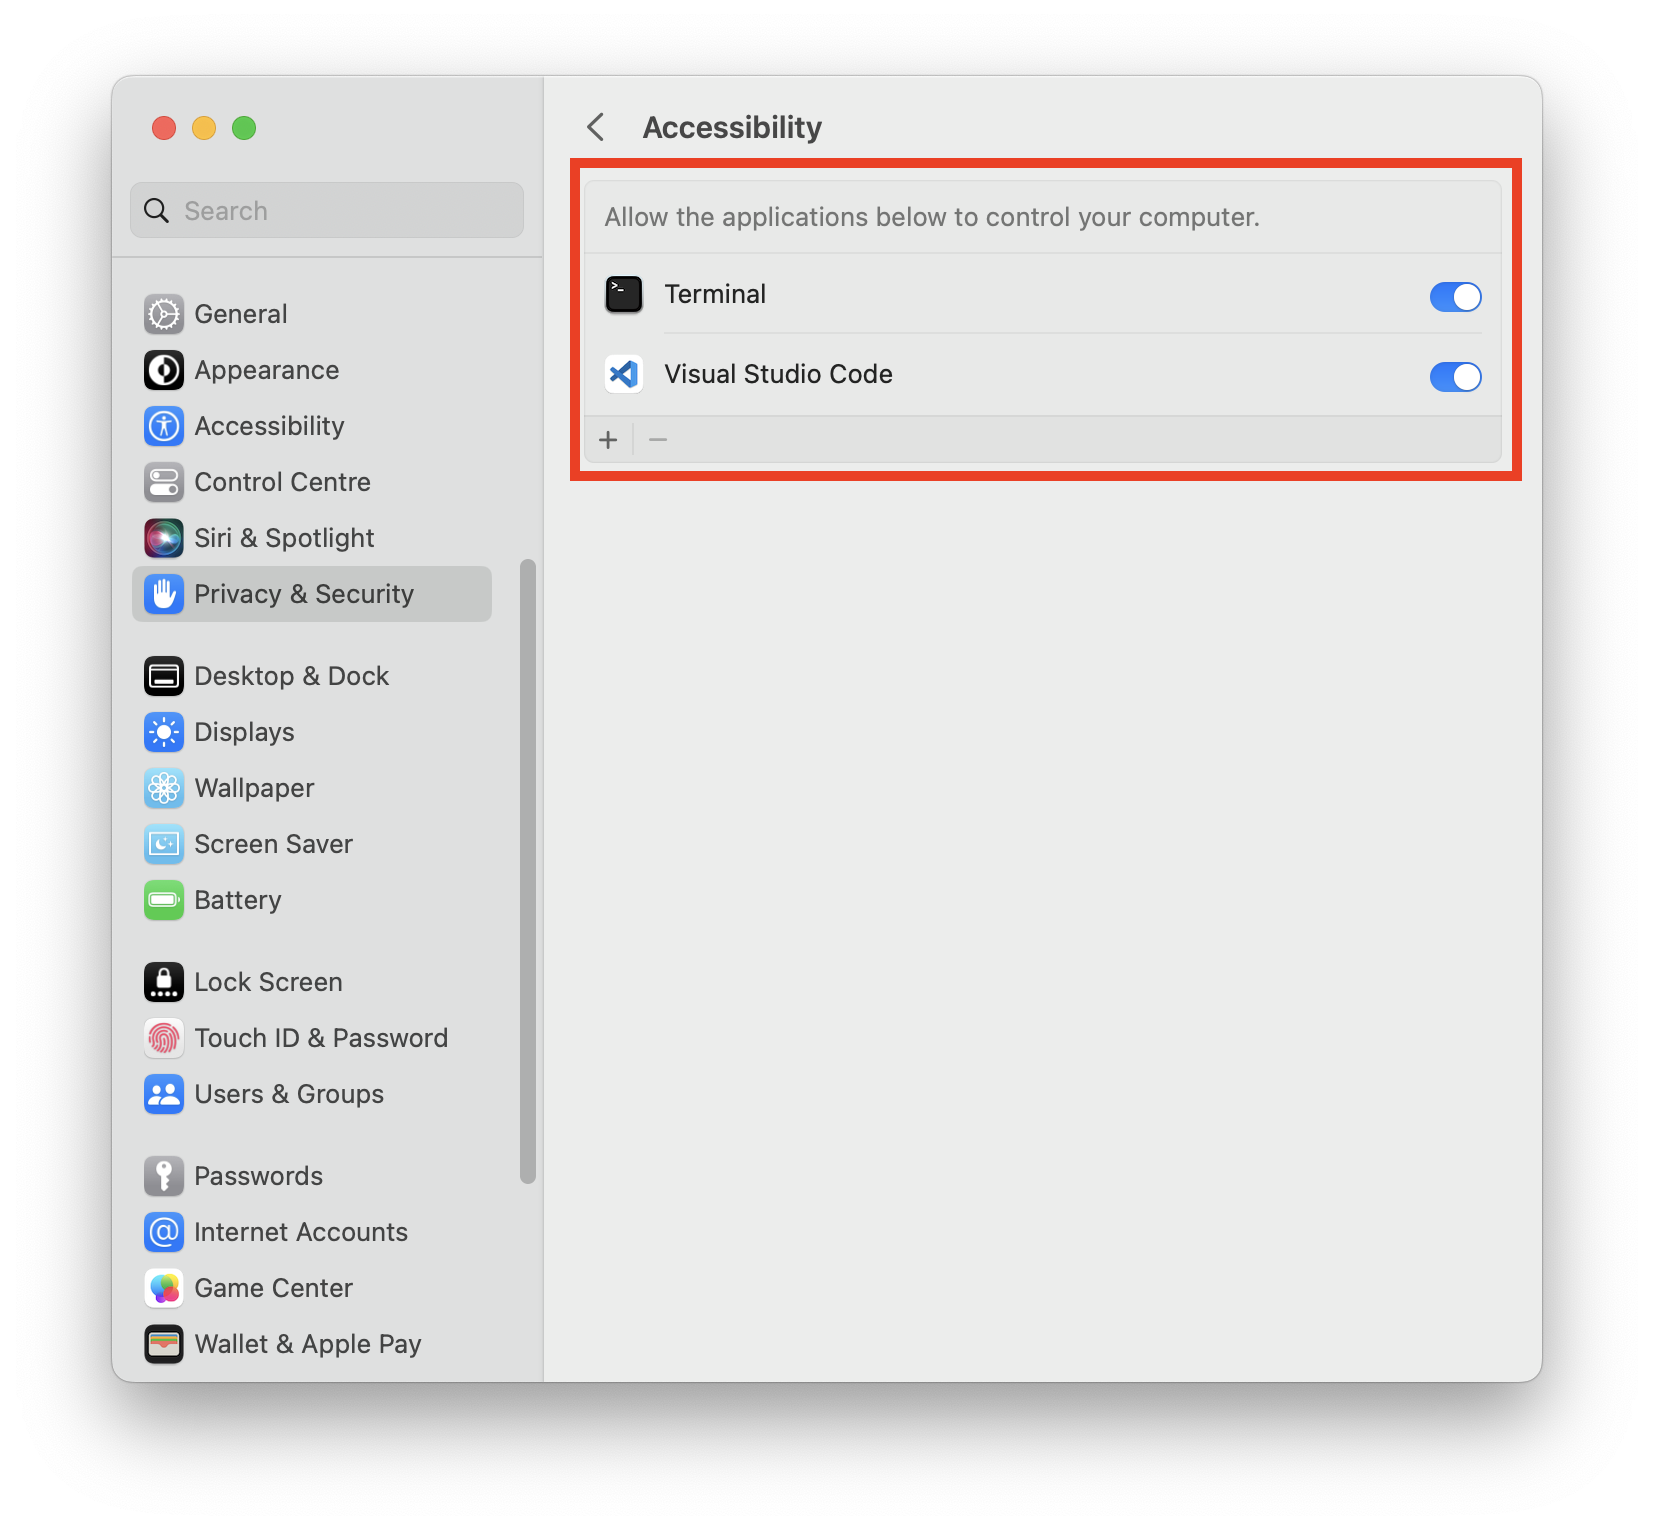 Search
General
Appearance
Accessibility
Control Centre
Siri & Spotlight
Privacy & Security
Desktop & Dock
Displays
Wallpaper
Screen Saver
Battery
Lock Screen
Touch ID & Password
Users & Groups
Passwords
Internet Accounts
Game Center
Wallet & Apple Pay
Accessibility
Allow the applications below to control your computer.
Terminal
Visual Studio Code